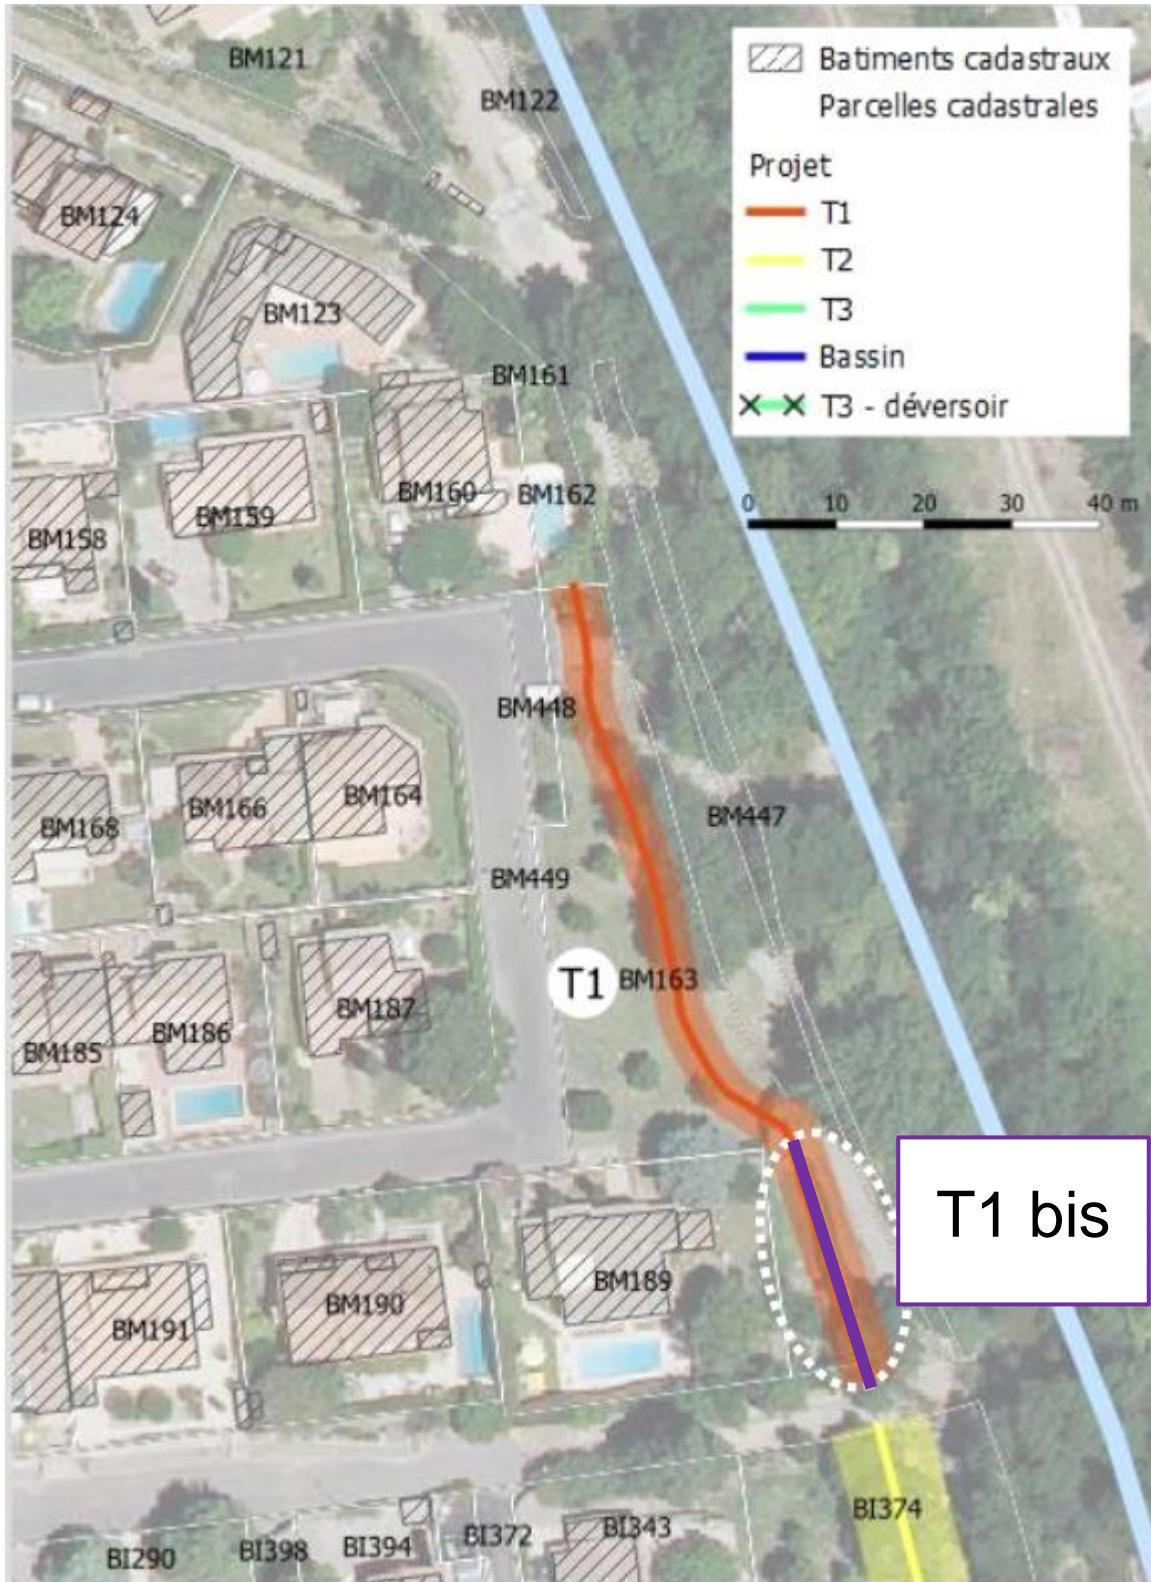 BM121
BM122
Batiments cadastraux
Parcelles cadastrales
Projet
T1
T2
T3
Bassin
T3 - déversoir
BM124
BM123
BM161
0 10 20 30 40 m
BM160
BM162
BM159
BM158
BM448
BM166
BM164
BM168
BM447
BM449
T1
BM163
BM187
BM186
BM185
T1 bis
BM189
BM190
BM191
BI374
BI343
BI372
BI394
BI398
BI290